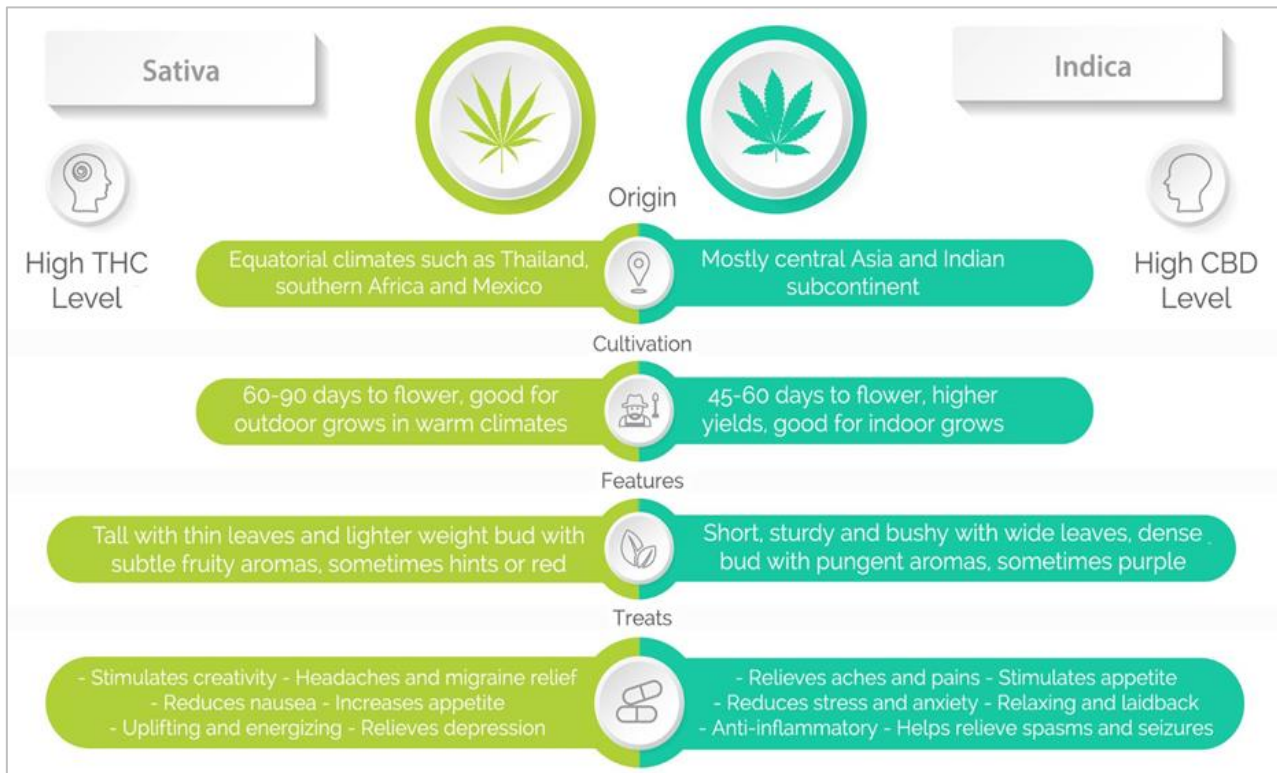 Sativa
Indica
High THC
Level
High CBD
Level
Origin
Equatorial climates such as Thailand,
southern Africa and Mexico
Mostly central Asia and Indian
subcontinent
Cultivation
60-90 days to flower, good for
outdoor grows in warm climates
45-60 days to flower, higher
yields, good for indoor grows
Features
Tall with thin leaves and lighter weight bud with
subtle fruity aromas, sometimes hints or red
Short, sturdy and bushy with wide leaves, dense
bud with pungent aromas, sometimes purple
Treats
- Stimulates creativity - Headaches and migraine relief
- Reduces nausea - Increases appetite
- Uplifting and energizing - Relieves depression
- Relieves aches and pains - Stimulates appetite
- Reduces stress and anxiety - Relaxing and laidback
- Anti-inflammatory - Helps relieve spasms and seizures